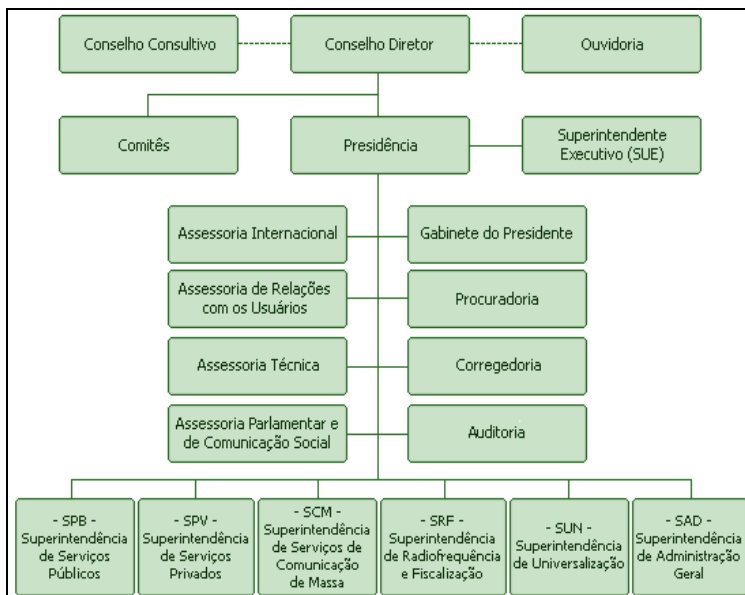 Conselho Consultivo
Conselho Diretor
Ouvidoria
Comitês
Presidência
Superintendente
Executivo (SUE)
Assessoria Internacional
Gabinete do Presidente
Assessoria de Relações
com os Usuários
Procuradoria
Assessoria Técnica
Corregedoria
Assessoria Parlamentar e
de Comunicação Social
Auditoria
- SPB -
Superintendência
de Serviços
Públicos
- SPV -
Superintendência
de Serviços
Privados
- SCM -
Superintendência
de Serviços de
Comunicação
de Massa
- SRF -
Superintendência
de Radiofrequência
e Fiscalização
- SUN -
Superintendência
de Universalização
- SAD -
Superintendência
de Administração
Geral